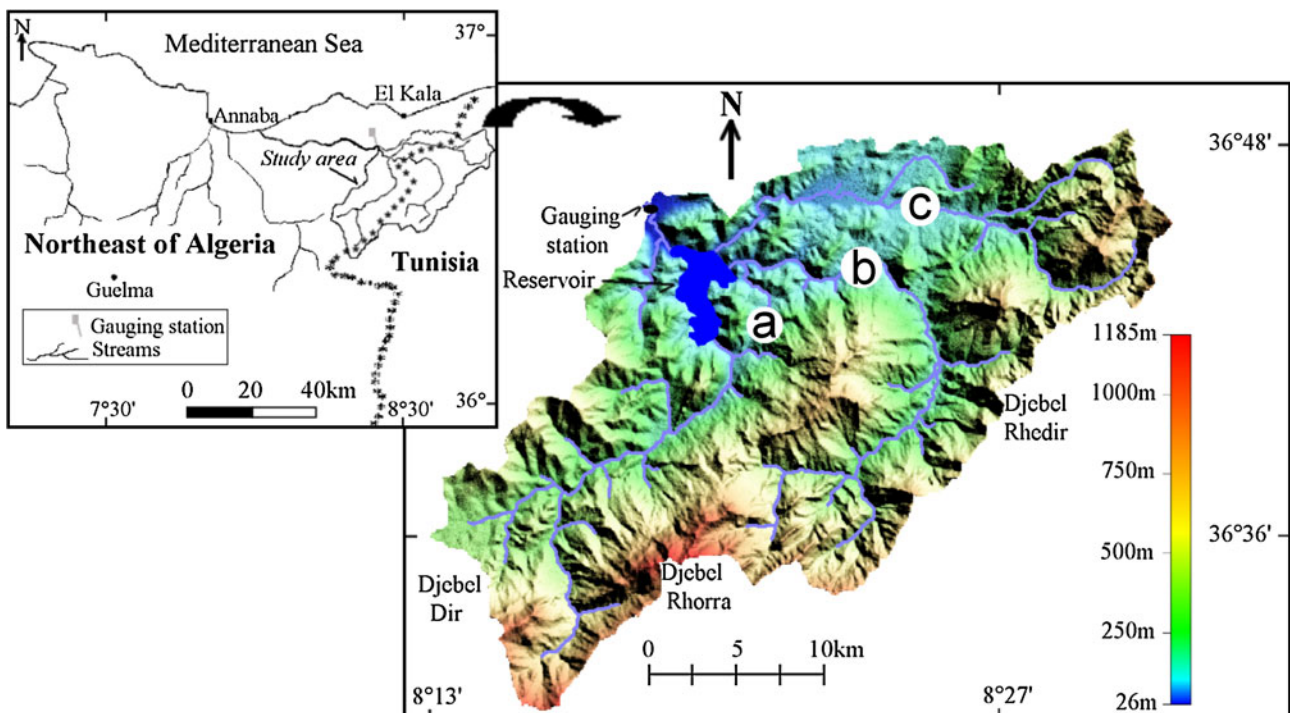 N
Mediterranean Sea
37°
El Kala
Annaba
Study area
Northeast of Algeria
Tunisia
Guelma
Gauging station
Streams
0 20 40km
7°30'
8°30'
36°
N
36°48'
Gauging
station
Reservoir
c
b
a
1185m
1000m
750m
500m
250m
26m
Djebel
Rhedir
36°36'
Djebel
Dir
Djebel
Rhorra
0 5 10km
8°13'
8°27'